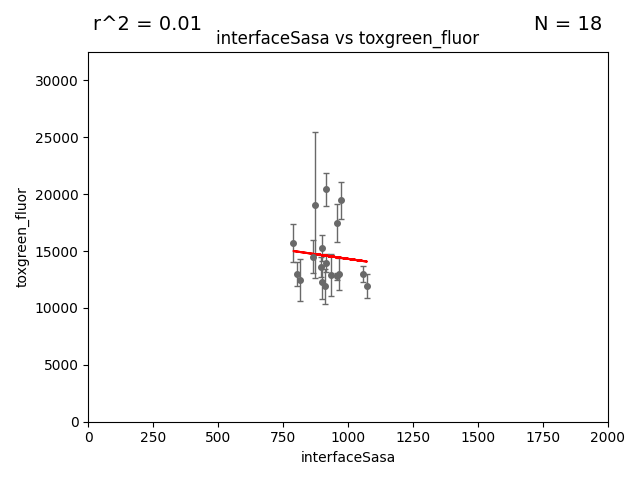 r^2 = 0.01
N = 18
interfaceSasa vs toxgreen_fluor
30000
25000
20000
15000
10000
5000
0
toxgreen_fluor
0 250 500 750 1000 1250 1500 1750 2000
interfaceSasa